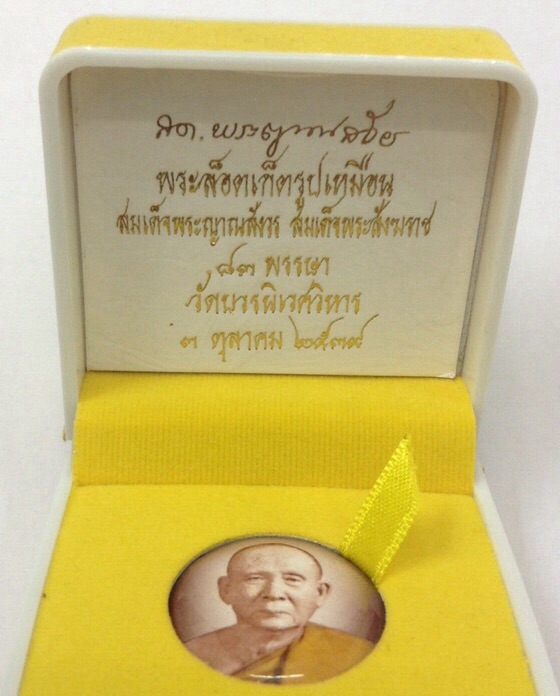 สด. พระญาณสังวร
พระล็อตเก็ตรูปเหมือน
สมเด็จพระญาณสังวร สมเด็จพระสังฆราช
๘๓ พรรษา
วัดบวรนิเวศวิหาร
๓ ตุลาคม ๒๕๓๙